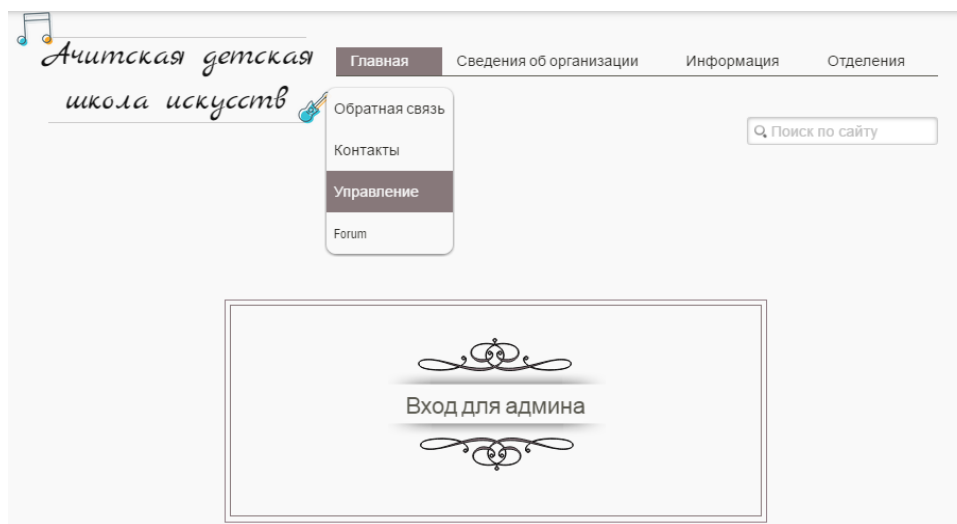 Ачитская детская
школа искусств
Главная
Сведения об организации
Информация
Отделения
Обратная связь
Контакты
Управление
Forum
Поиск по сайту
Вход для админа